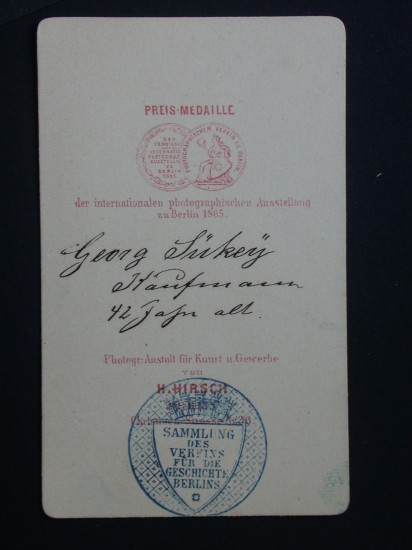 PREIS-MEDAILLE
der internationalen photographischen Ausstellung
zu Berlin 1865.
Georg Sükey
Kaufmann
42 Jahr alt.
Photogr: Anstalt für Kunst u. Gewerbe
VON
H. HIRSCH
SAMMLUNG
DES
VEREINS
FÜR DIE
GESCHICHTE
BERLINS